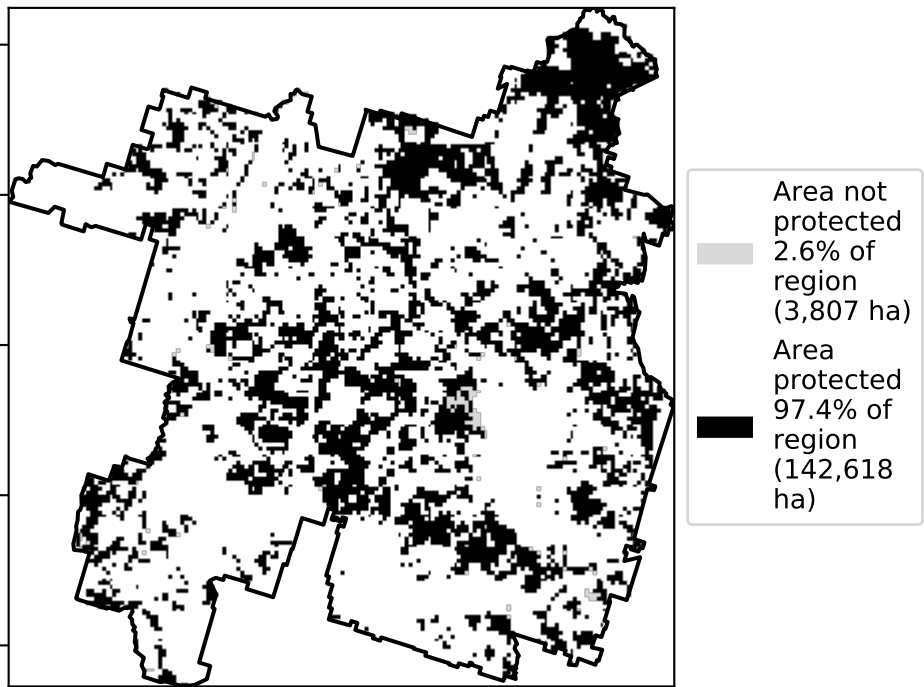 Area not
protected
2.6% of
region
(3,807 ha)
Area
protected
97.4% of
region
(142,618
ha)